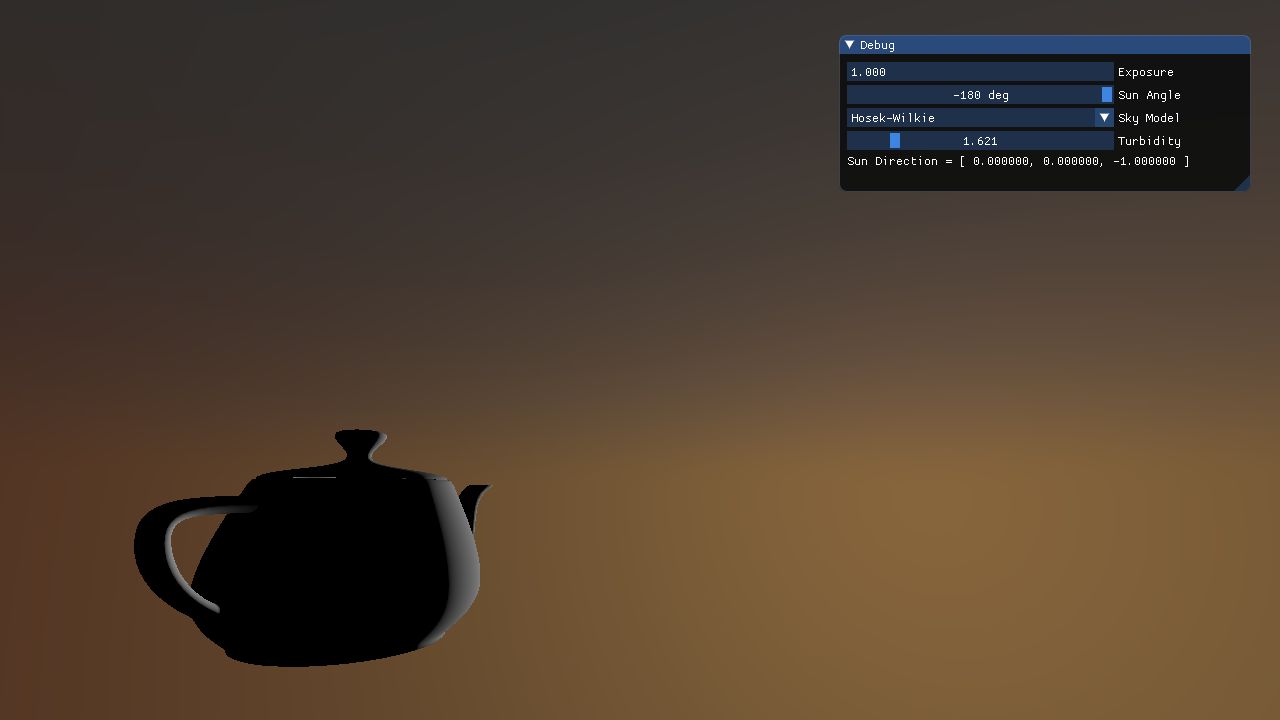 Debug
1.000 Exposure
-180 deg Sun Angle
Hosek-Wilkie Sky Model
1.621 Turbidity
Sun Direction = [ 0.000000, 0.000000, -1.000000 ]